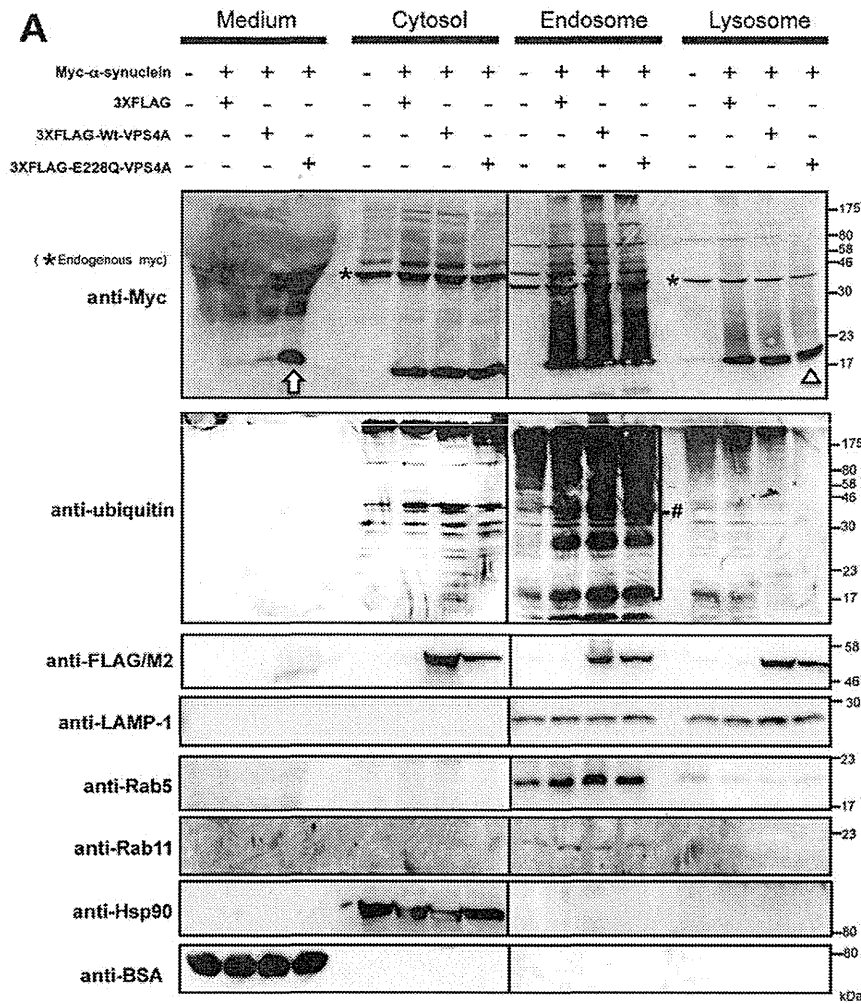 A
Medium Cytosol Endosome Lysosome
Myc-α-synuclein - + + + - + + + - + + + - + + +
3XFLAG - + - - - + - - - + - - - + - -
3XFLAG-Wt-VPS4A - - + - - - + - - - + - - - + -
3XFLAG-E228Q-VPS4A - - - + - - - + - - - + - - - +
(★Endogenous myc)
anti-Myc
* *
175
80
58
46
30
23
17
anti-ubiquitin
#
175
80
58
46
30
23
17
anti-FLAG/M2
58
46
anti-LAMP-1
30
anti-Rab5
23
17
anti-Rab11
23
anti-Hsp90
80
anti-BSA
80
kDa